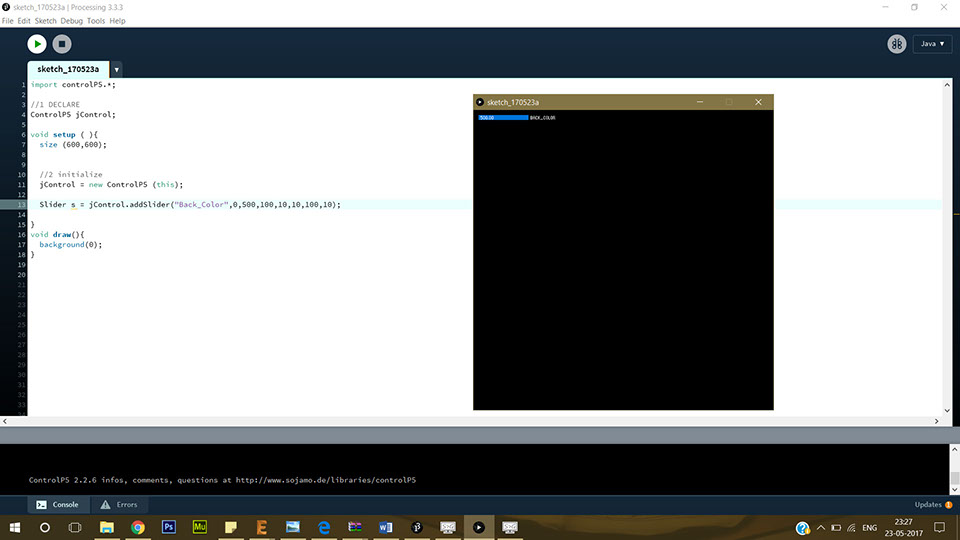 sketch_170523a | Processing 3.3.3
File Edit Sketch Debug Tools Help
Java ▼
sketch_170523a ▼
1 import controlP5.*;
2
3 //1 DECLARE
4 ControlP5 jControl;
5
6 void setup ( ){
7 size (600,600);
8
9
10 //2 initialize
11 jControl = new ControlP5 (this);
12
13 Slider s = jControl.addSlider("Back_Color",0,500,100,10,10,100,10);
14
15 }
16 void draw(){
17 background(0);
18 }
19
20
21
22
23
24
25
26
27
28
29
30
31
32
33
sketch_170523a
500.00 BACK_COLOR
ControlP5 2.2.6 infos, comments, questions at http://www.sojamo.de/libraries/controlP5
Console Errors Updates 1
Ps Mu
ENG
23:27
23-05-2017